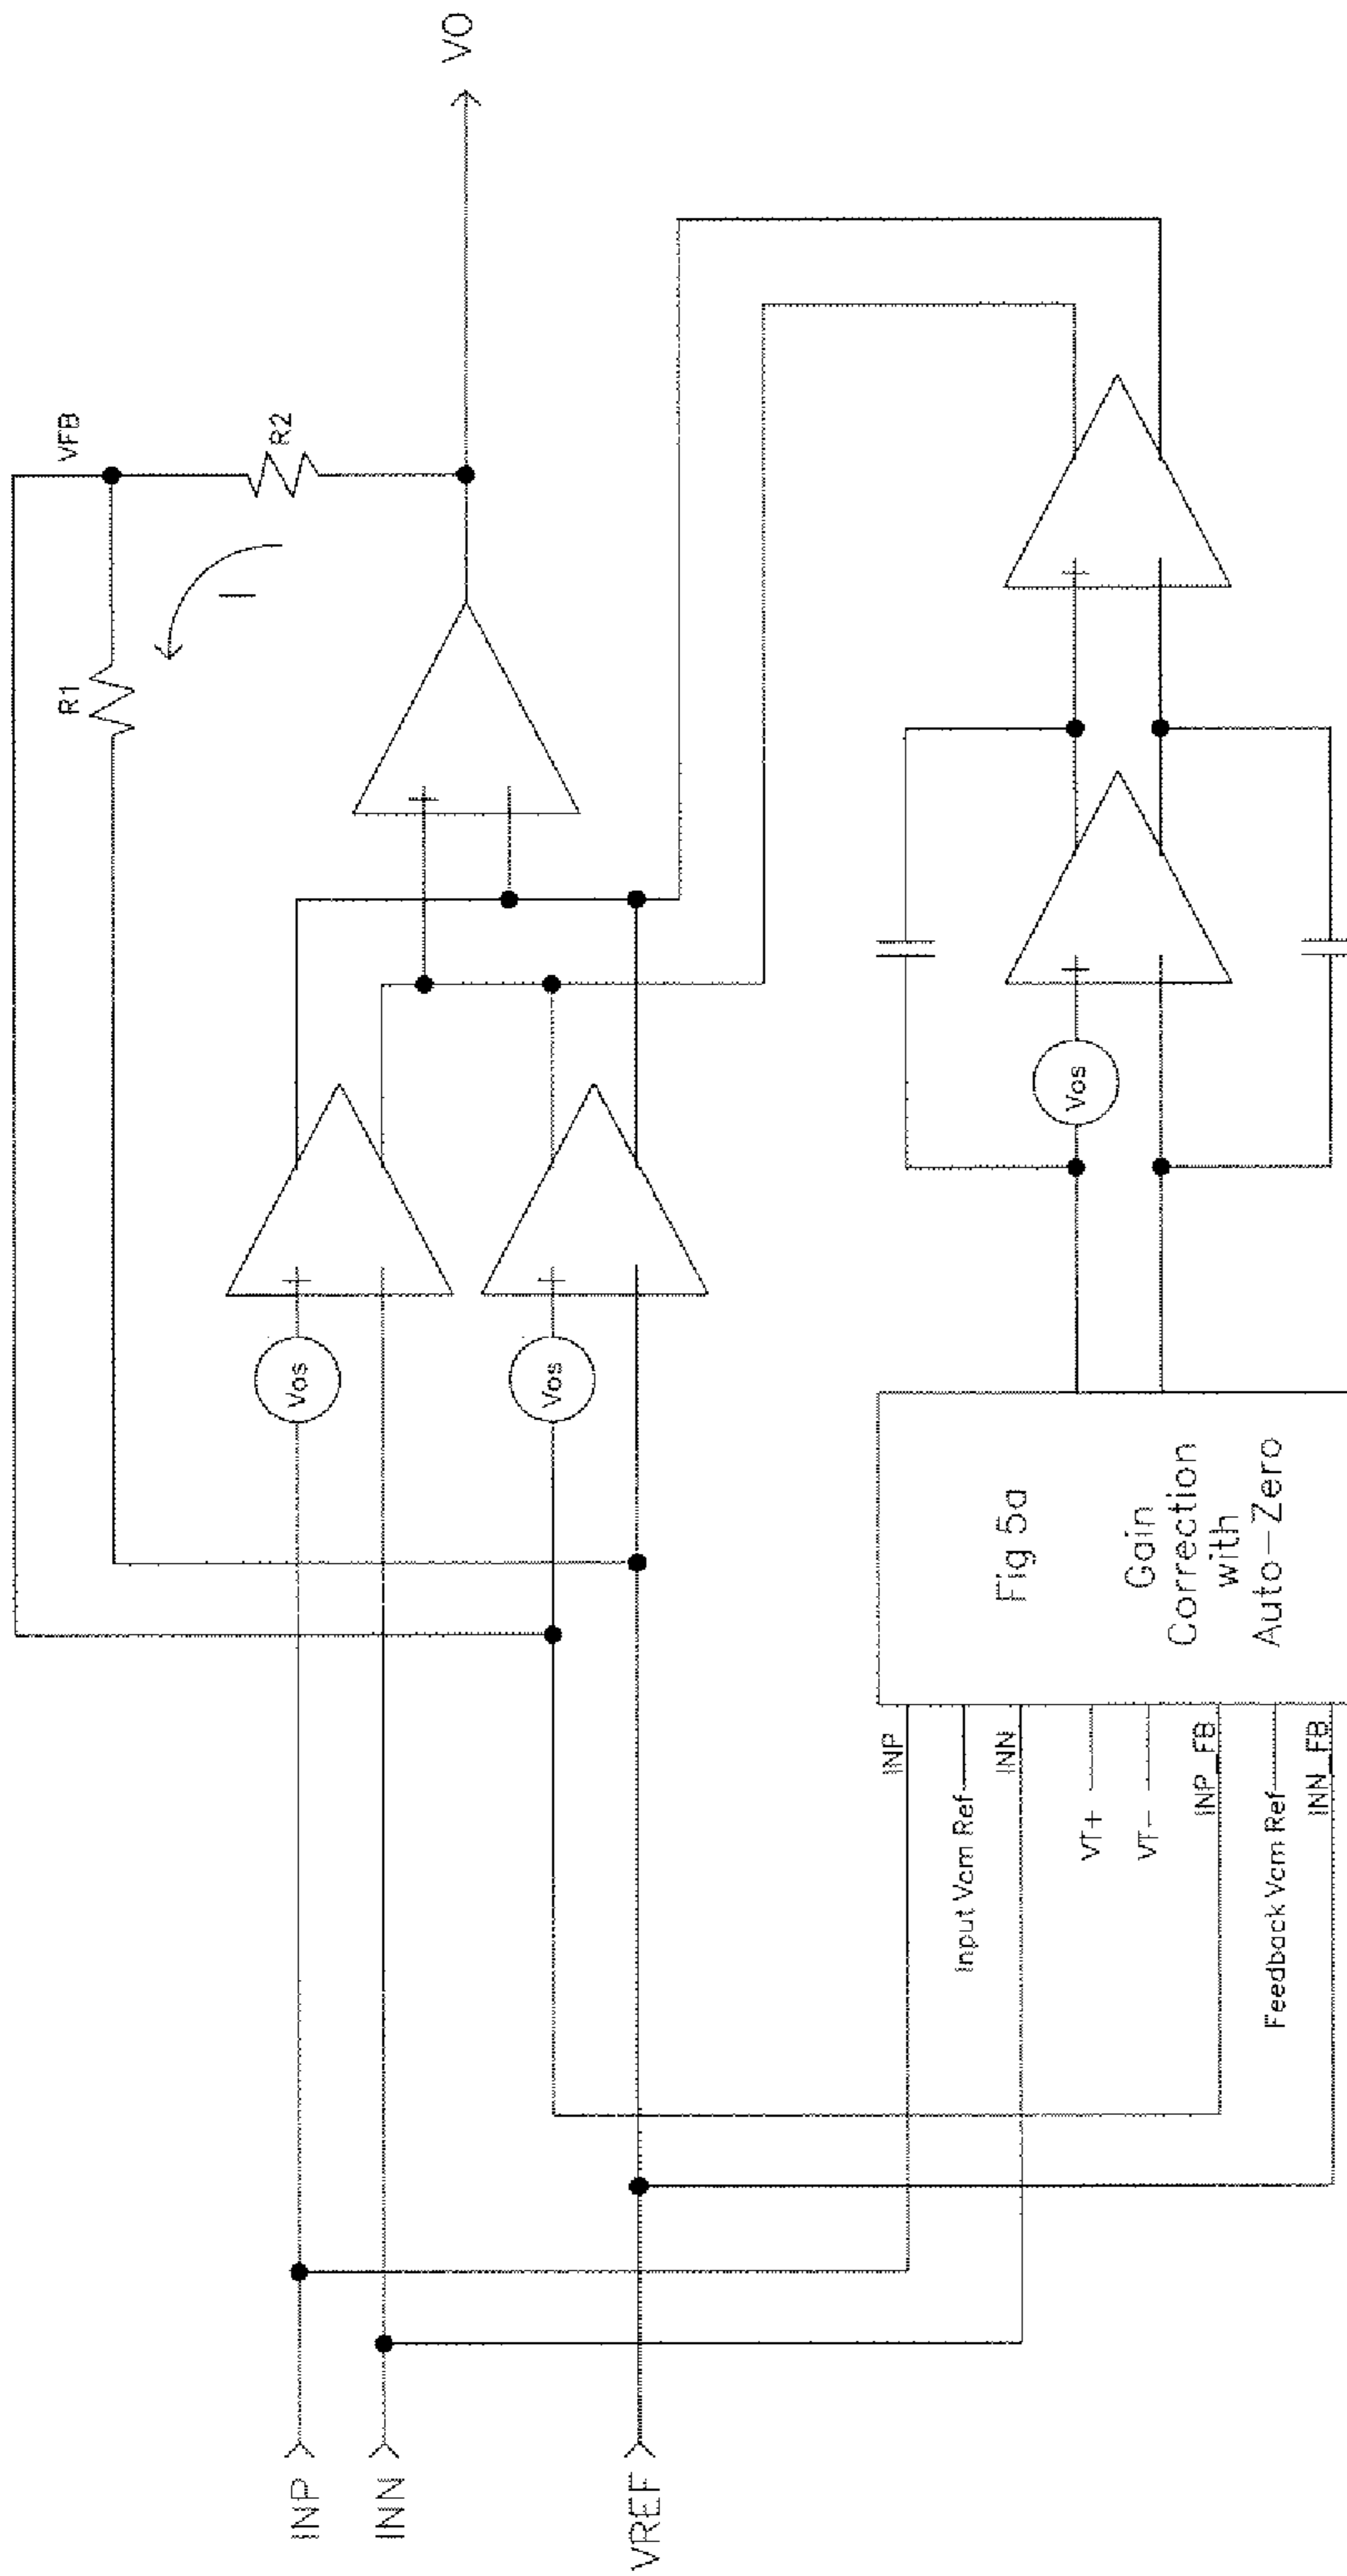 VFB
R1
R2
I
VO
INP
INN
VREF
Vos
Vos
Vos
INP
Input Vcm Ref
INN
VT+
VT-
INP_FB
Feedback Vcm Ref
INN_FB
Fig 5a
Gain
Correction
with
Auto-Zero